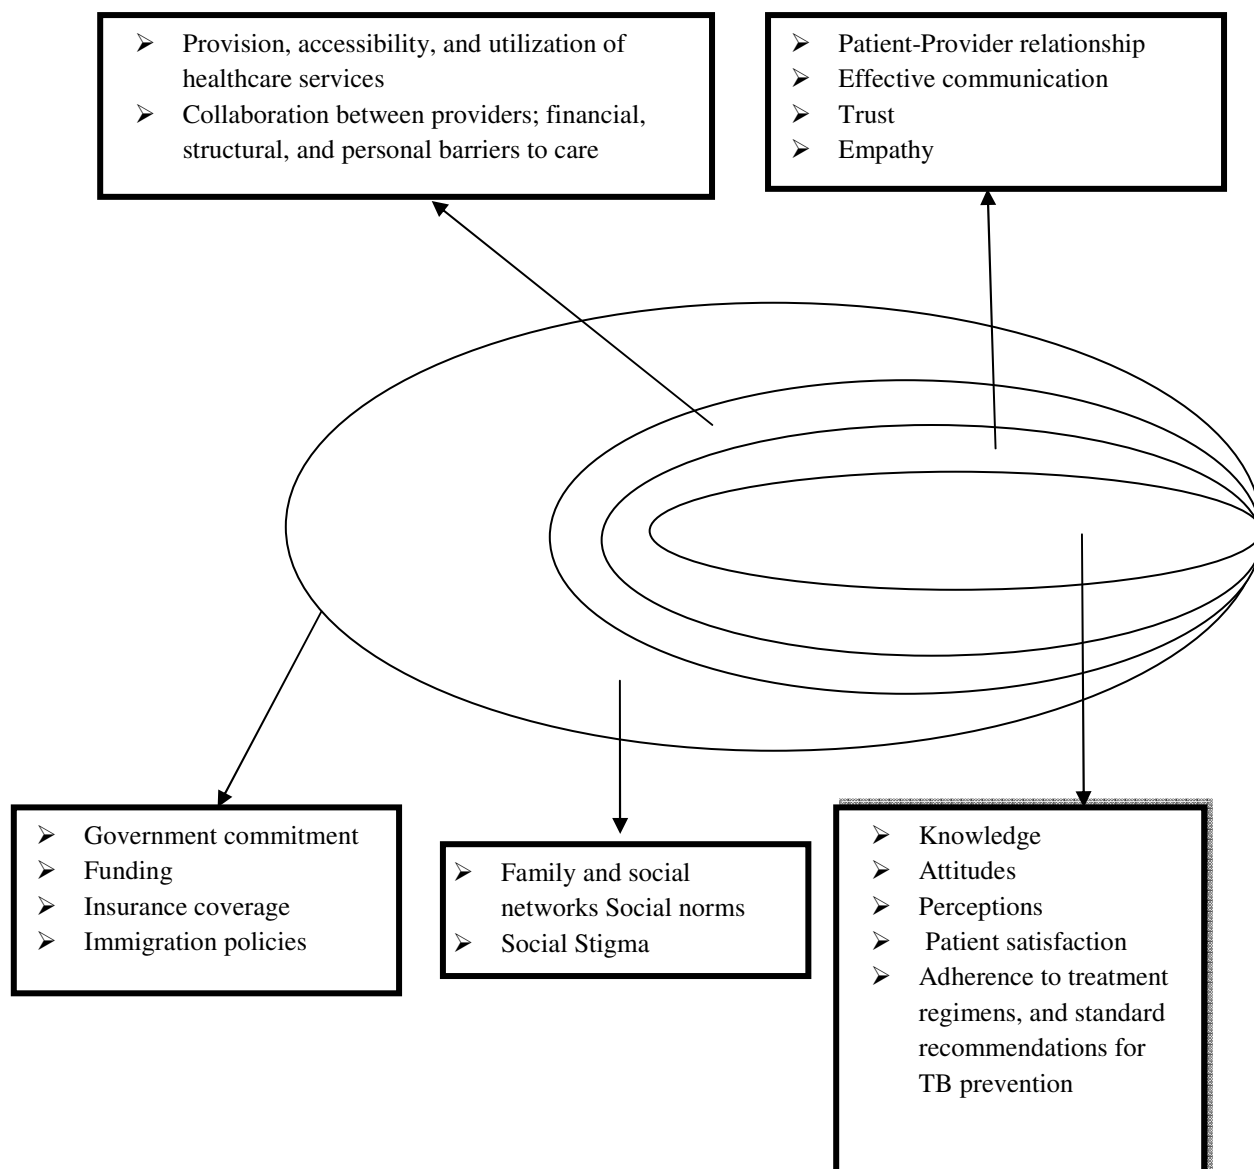 ➢ Provision, accessibility, and utilization of
healthcare services
➢ Collaboration between providers; financial,
structural, and personal barriers to care
➢ Patient-Provider relationship
➢ Effective communication
➢ Trust
➢ Empathy
➢ Government commitment
➢ Funding
➢ Insurance coverage
➢ Immigration policies
➢ Family and social
networks Social norms
➢ Social Stigma
➢ Knowledge
➢ Attitudes
➢ Perceptions
➢ Patient satisfaction
➢ Adherence to treatment
regimens, and standard
recommendations for
TB prevention